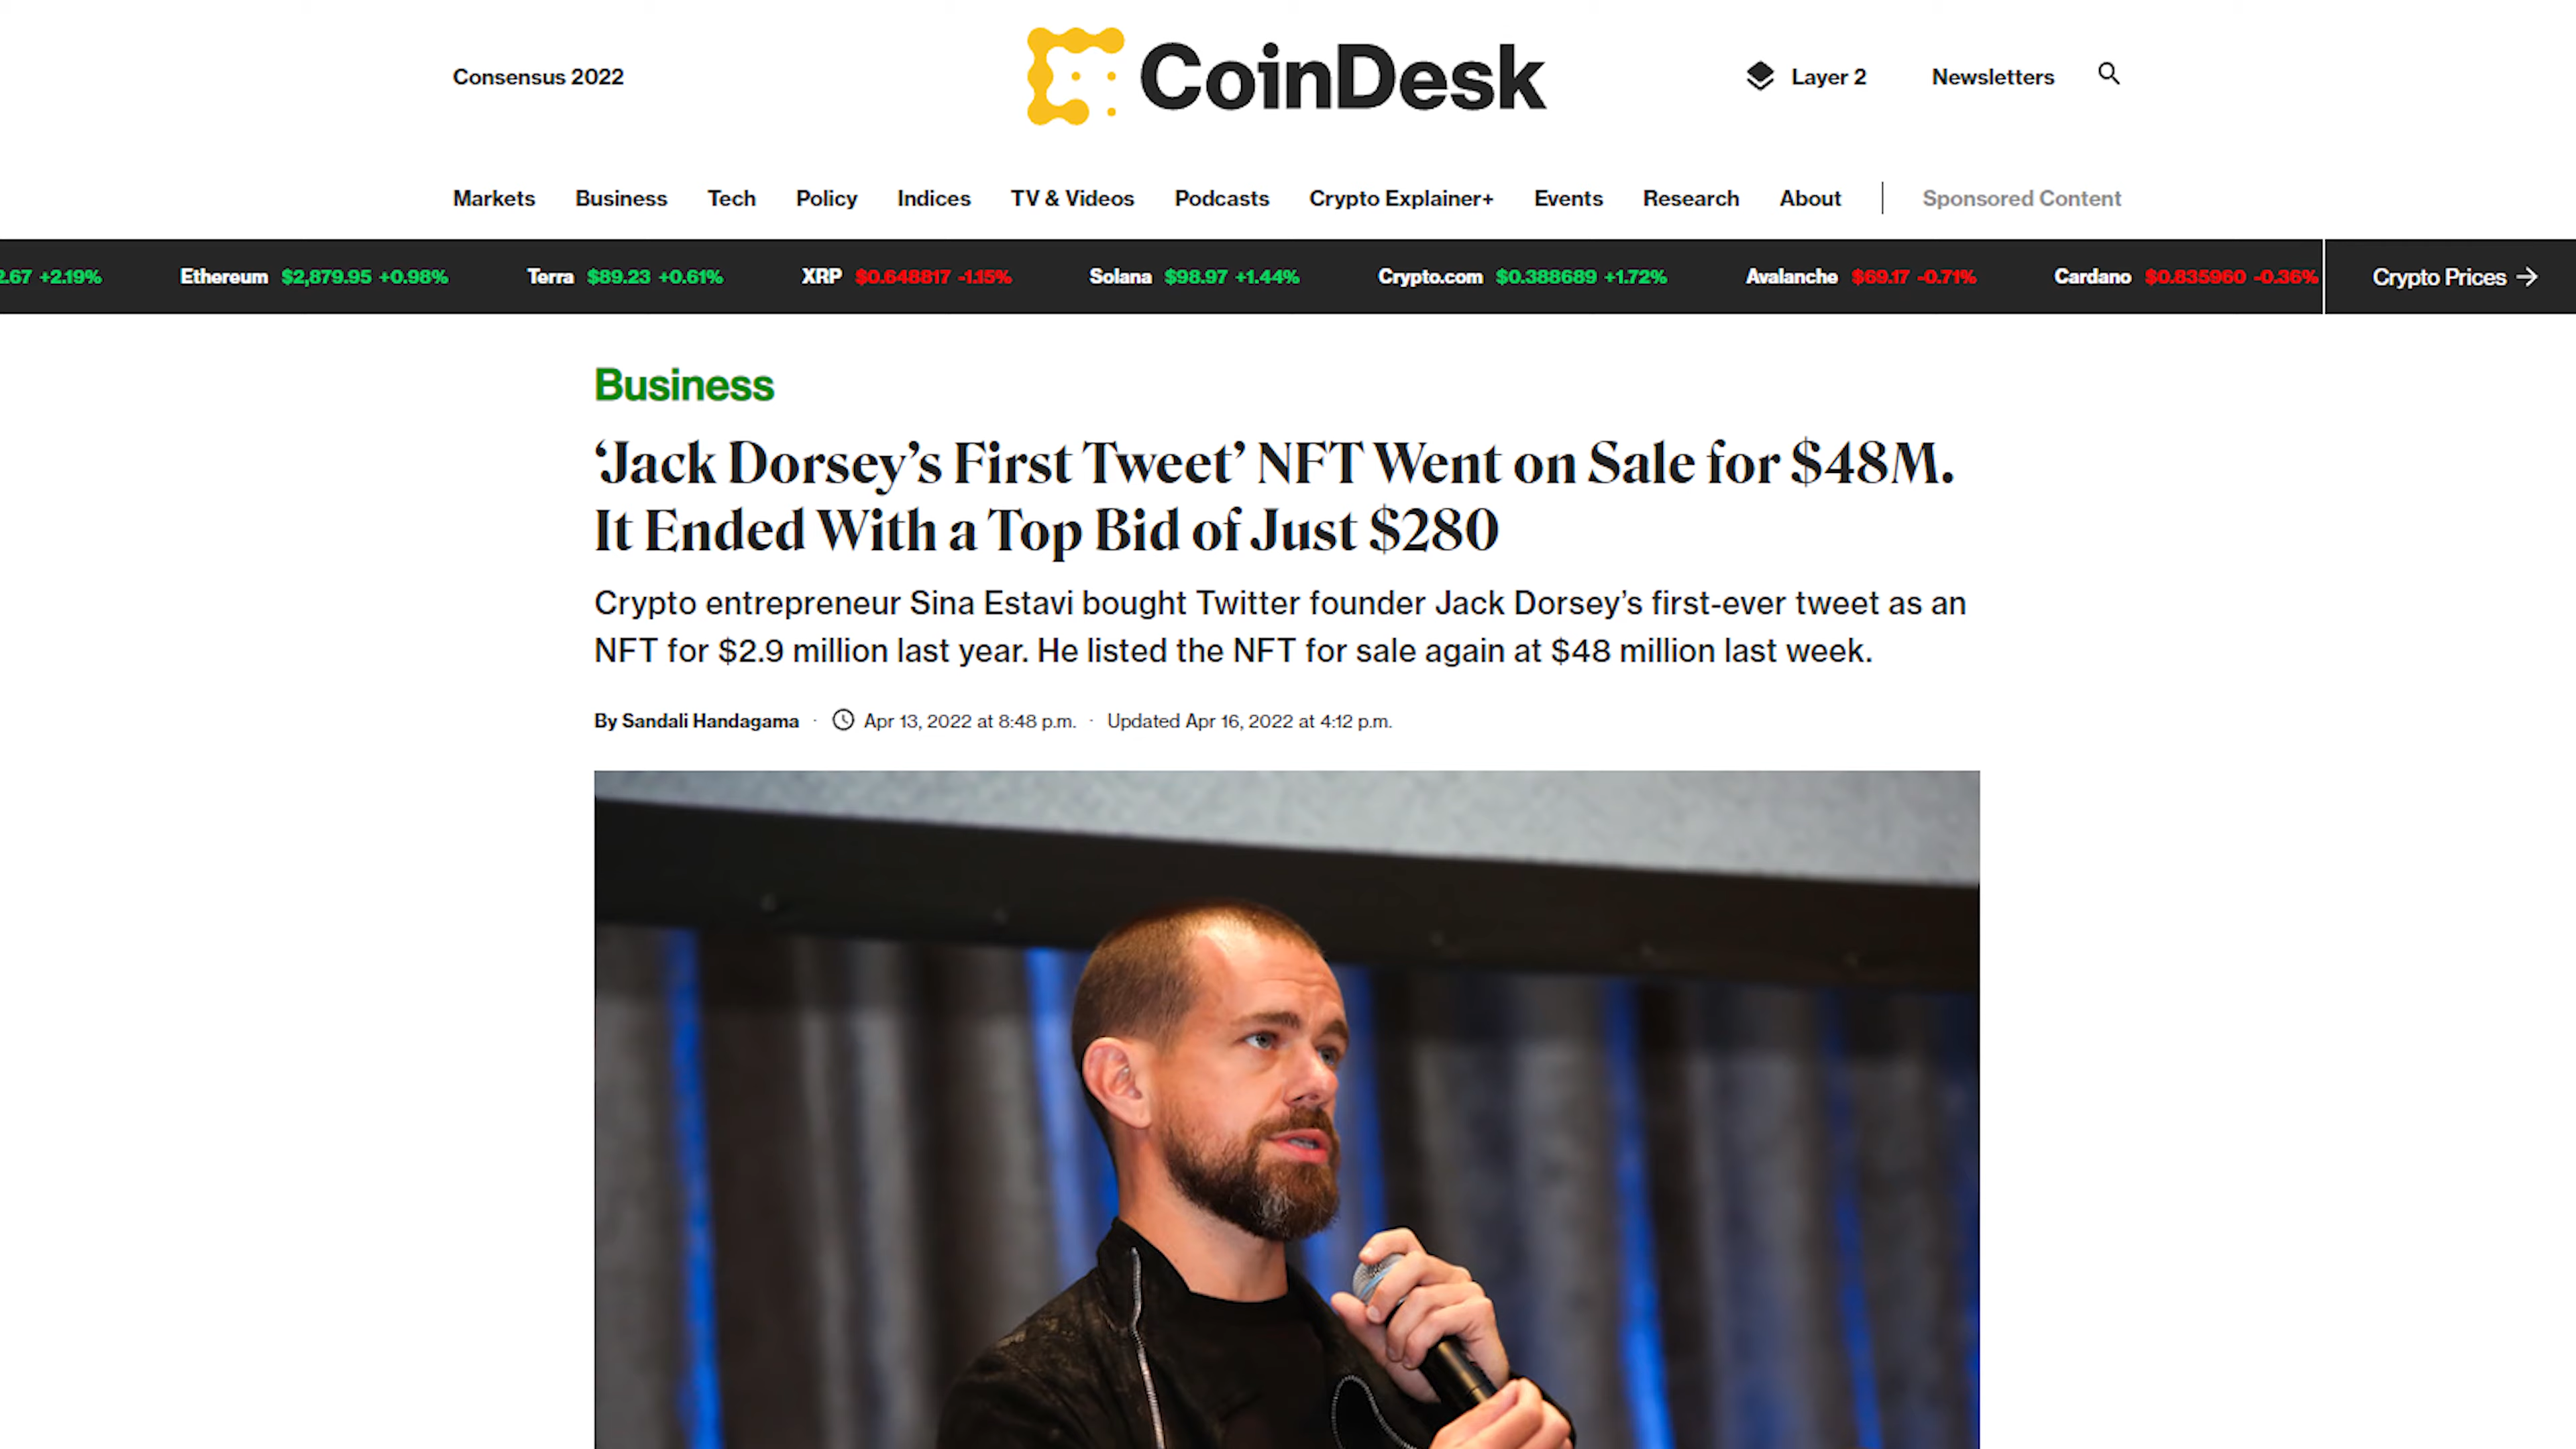 Consensus 2022
CoinDesk
Layer 2
Newsletters
Markets Business Tech Policy Indices TV & Videos Podcasts Crypto Explainer+ Events Research About Sponsored Content
2.67 +2.19% Ethereum $2,879.95 +0.98% Terra $89.23 +0.61% XRP $0.648817 -1.15% Solana $98.97 +1.44% Crypto.com $0.388689 +1.72% Avalanche $69.17 -0.71% Cardano $0.835960 -0.36% Crypto Prices →
Business
‘Jack Dorsey’s First Tweet’ NFT Went on Sale for $48M.
It Ended With a Top Bid of Just $280
Crypto entrepreneur Sina Estavi bought Twitter founder Jack Dorsey’s first-ever tweet as an
NFT for $2.9 million last year. He listed the NFT for sale again at $48 million last week.
By Sandali Handagama · Apr 13, 2022 at 8:48 p.m. · Updated Apr 16, 2022 at 4:12 p.m.